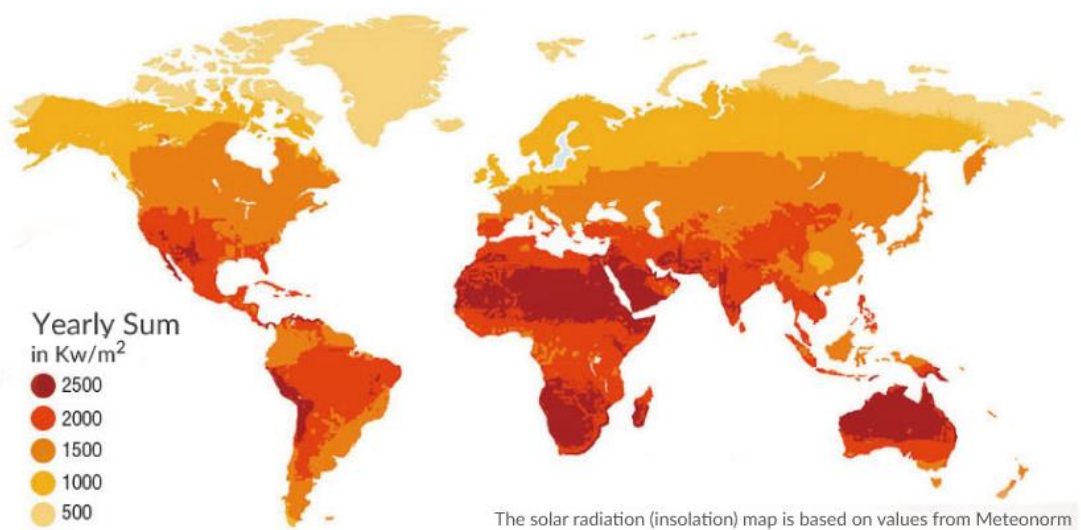 Yearly Sum
in Kw/m²
2500
2000
1500
1000
500
The solar radiation (insolation) map is based on values from Meteonorm